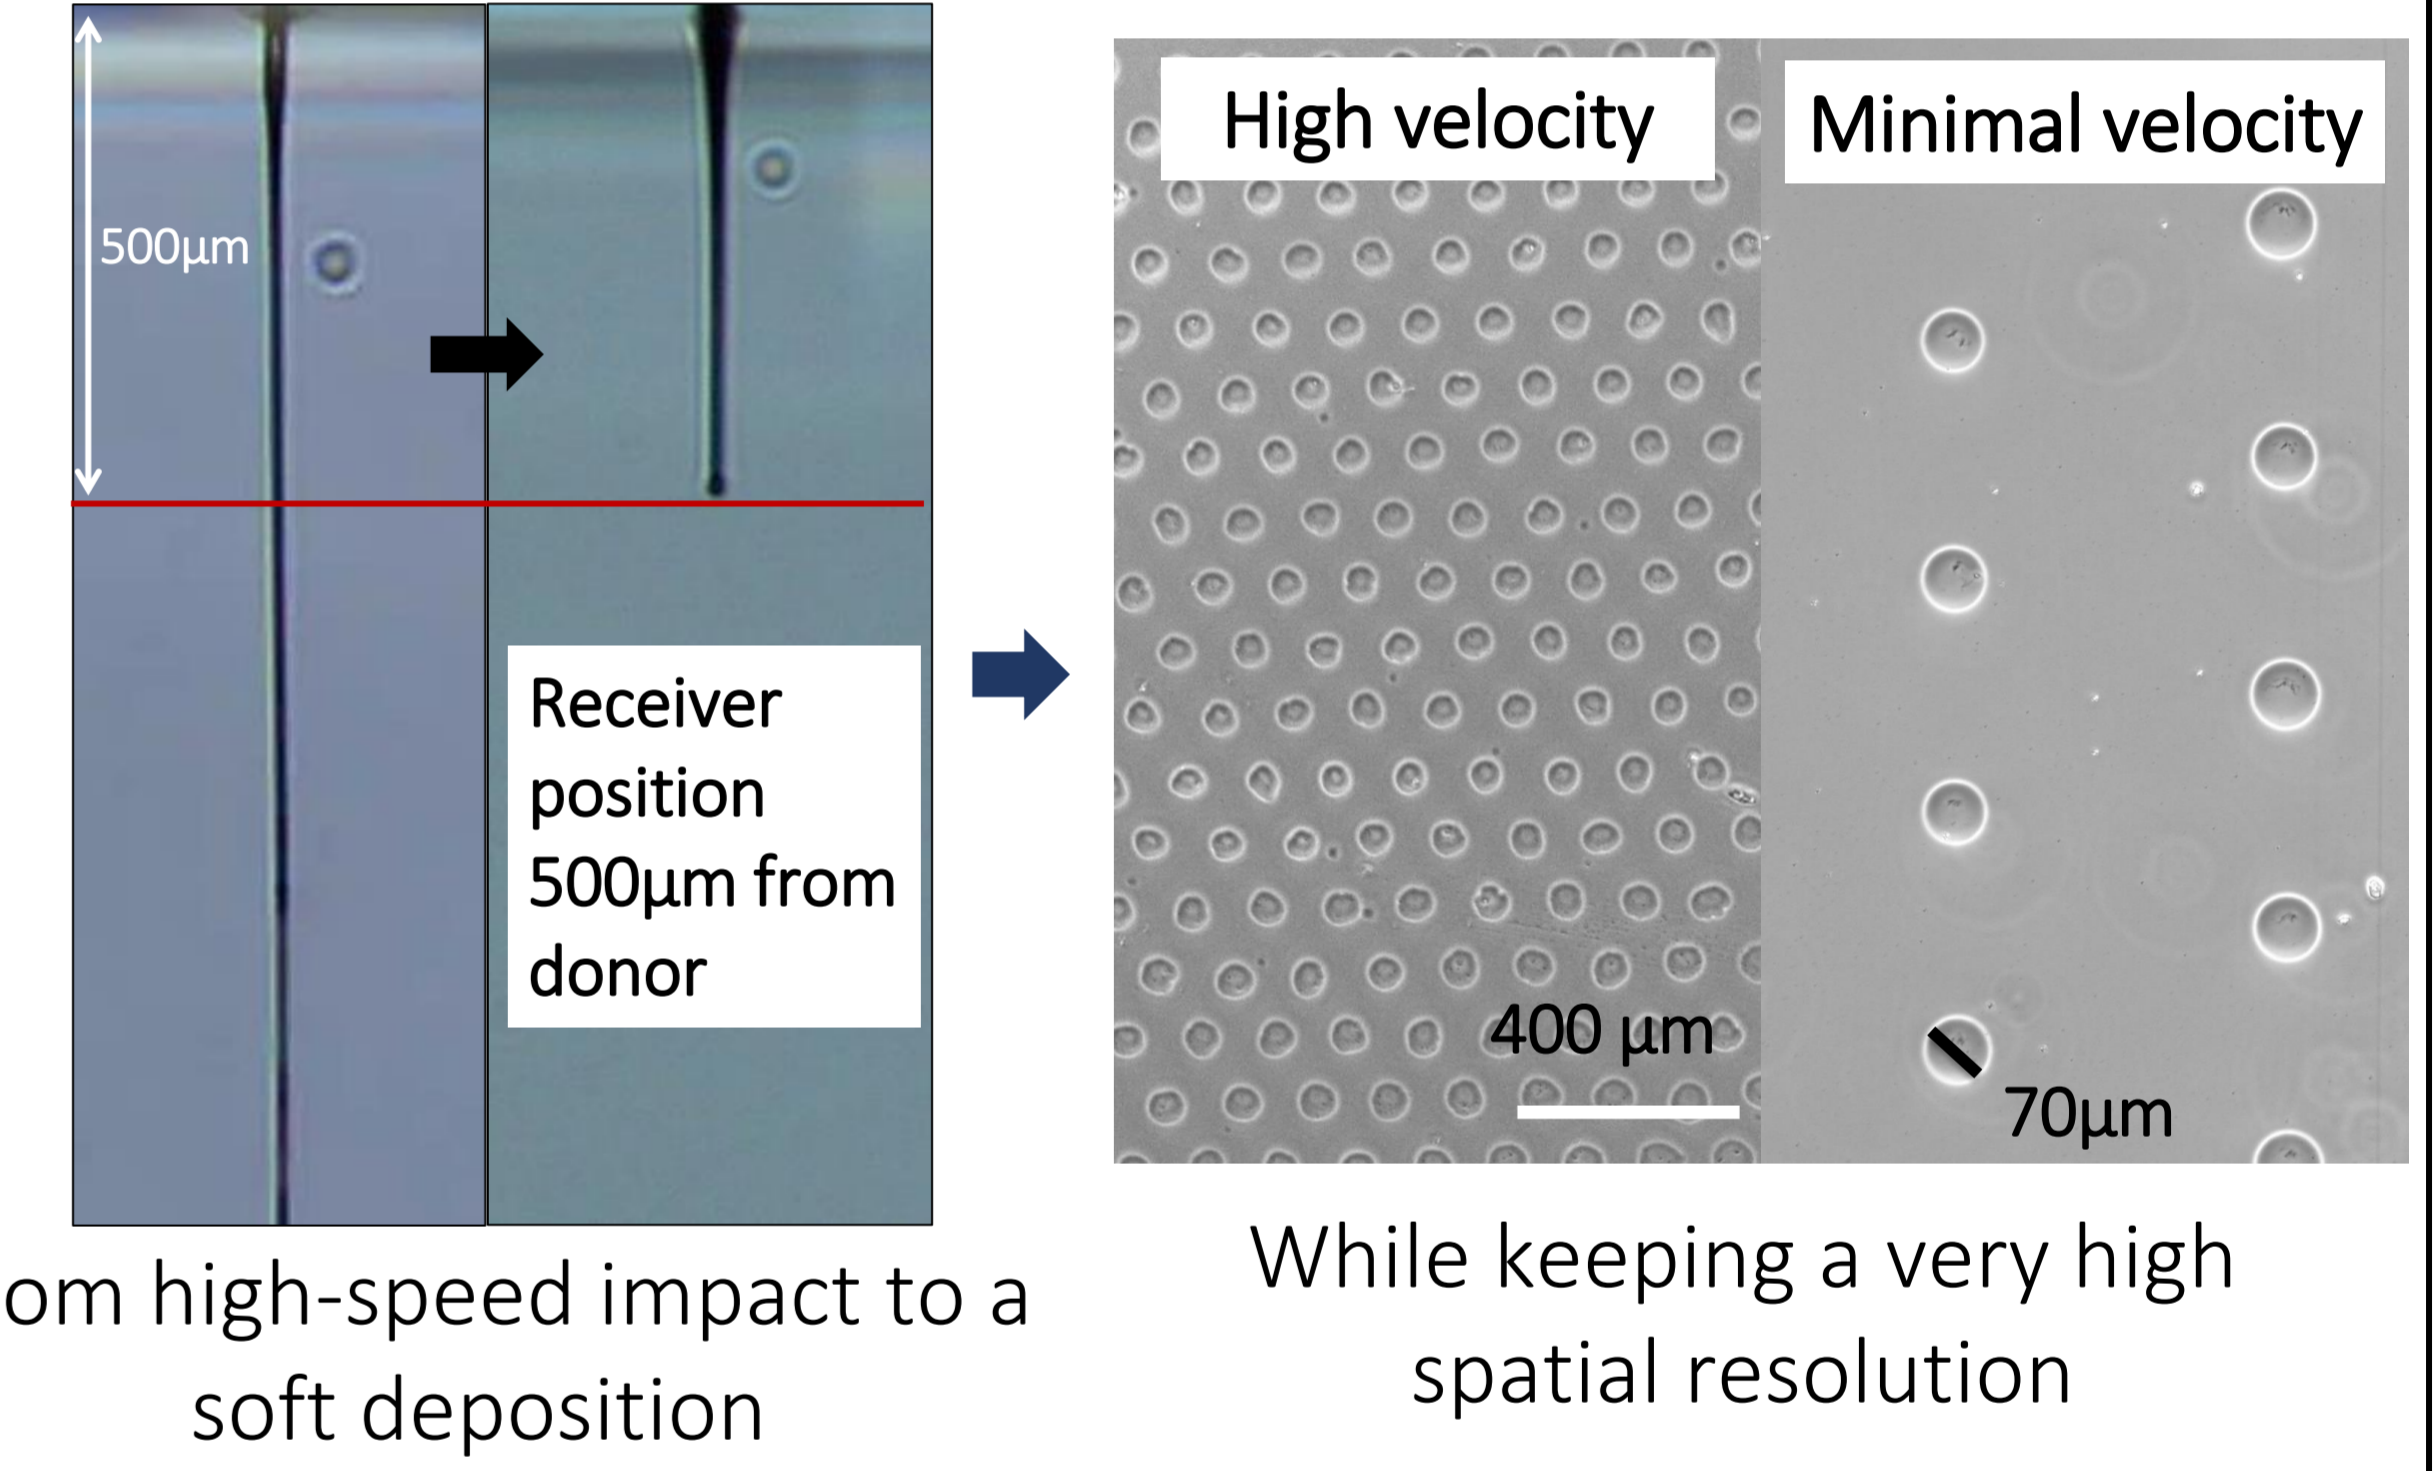 500μm
Receiver
position
500μm from
donor
High velocity
Minimal velocity
400 μm
70μm
om high-speed impact to a
soft deposition
While keeping a very high
spatial resolution